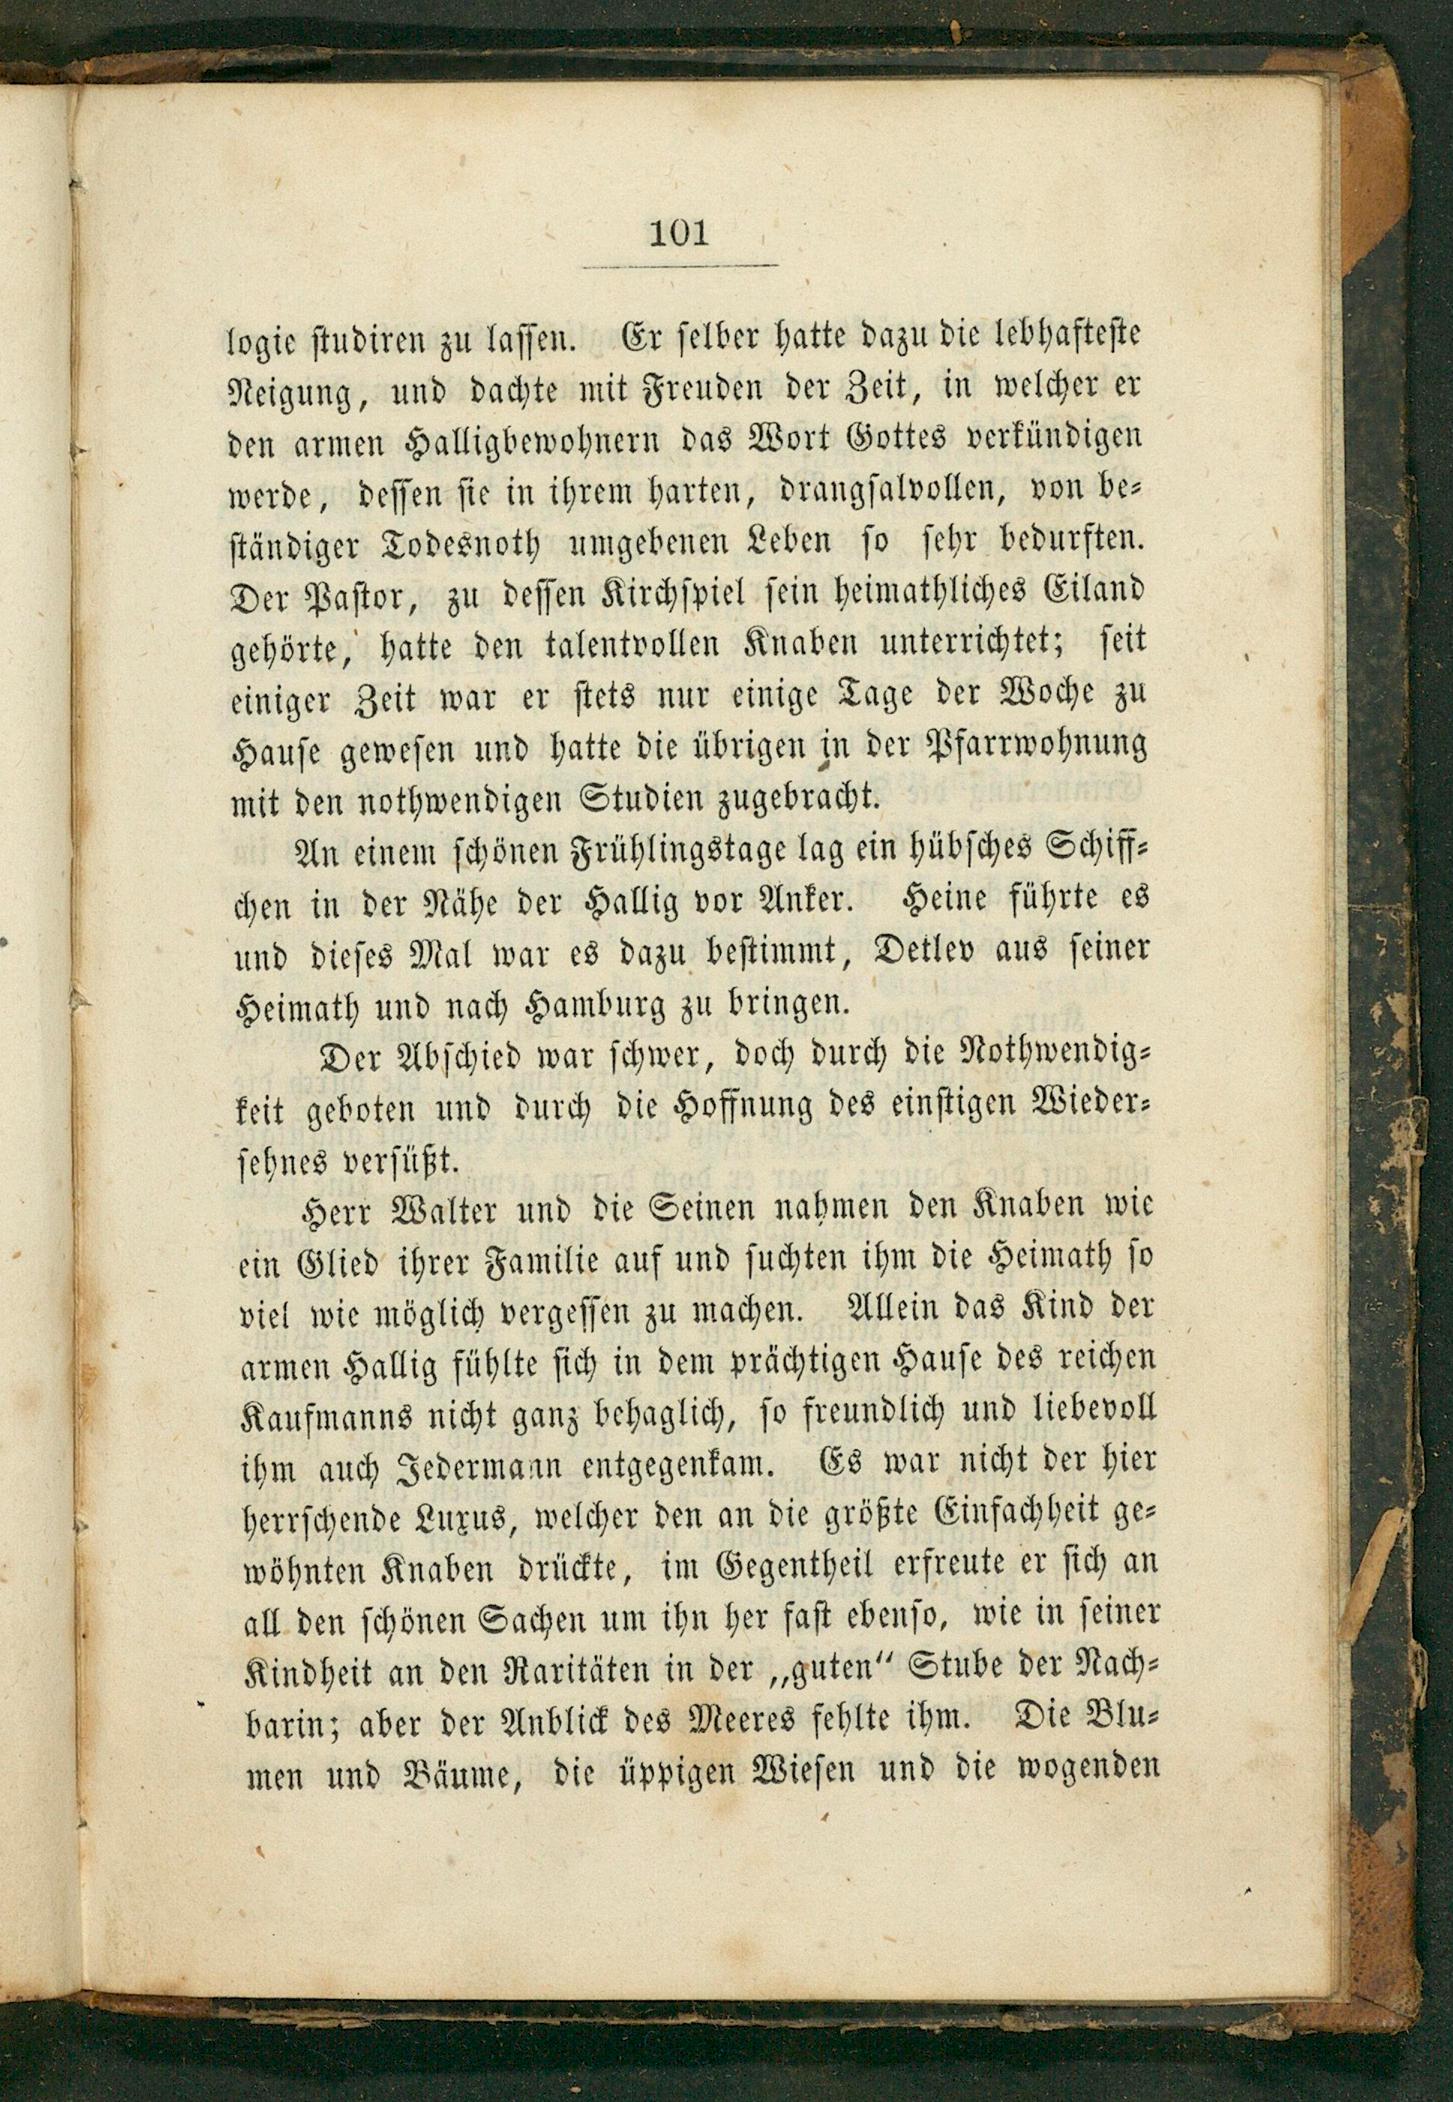 101
logie studiren zu lassen. Er selber hatte dazu die lebhafteste
Neigung, und dachte mit Freuden der Zeit, in welcher er
den armen Halligbewohnern das Wort Gottes verkündigen
werde, dessen sie in ihrem harten, drangsalvollen, von be-
ständiger Todesnoth umgebenen Leben so sehr bedurften.
Der Pastor, zu dessen Kirchspiel sein heimathliches Eiland
gehörte, hatte den talentvollen Knaben unterrichtet; seit
einiger Zeit war er stets nur einige Tage der Woche zu
Hause gewesen und hatte die übrigen in der Pfarrwohnung
mit den nothwendigen Studien zugebracht.
An einem schönen Frühlingstage lag ein hübsches Schiff-
chen in der Nähe der Hallig vor Anker. Heine führte es
und dieses Mal war es dazu bestimmt, Detlev aus seiner
Heimath und nach Hamburg zu bringen.
Der Abschied war schwer, doch durch die Nothwendig-
keit geboten und durch die Hoffnung des einstigen Wieder-
sehnes versüßt.
Herr Walter und die Seinen nahmen den Knaben wie
ein Glied ihrer Familie auf und suchten ihm die Heimath so
viel wie möglich vergessen zu machen. Allein das Kind der
armen Hallig fühlte sich in dem prächtigen Hause des reichen
Kaufmanns nicht ganz behaglich, so freundlich und liebevoll
ihm auch Jedermann entgegenkam. Es war nicht der hier
herrschende Luxus, welcher den an die größte Einfachheit ge-
wöhnten Knaben drückte, im Gegentheil erfreute er sich an
all den schönen Sachen um ihn her fast ebenso, wie in seiner
Kindheit an den Raritäten in der „guten“ Stube der Nach-
barin; aber der Anblick des Meeres fehlte ihm. Die Blu-
men und Bäume, die üppigen Wiesen und die wogenden